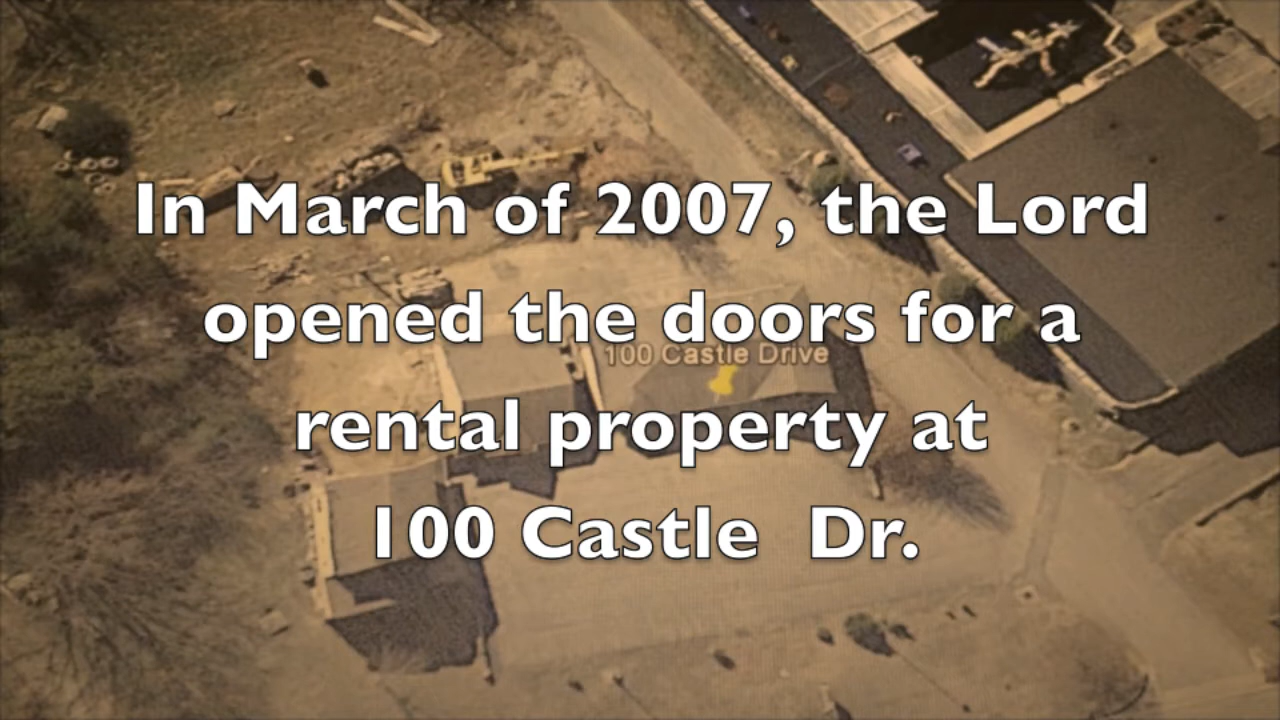 In March of 2007, the Lord
opened the doors for a
100 Castle Drive
rental property at
100 Castle  Dr.